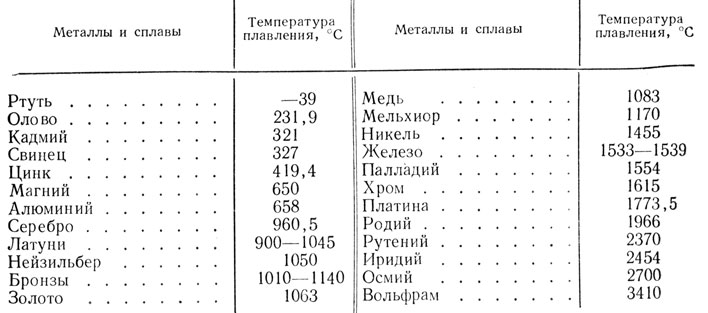 Металлы и сплавы Температура плавления, °С Металлы и сплавы Температура плавления, °С
Ртуть . . . . . . . . . —39 Медь . . . . . . . . 1083
Олово . . . . . . . . . 231,9 Мельхиор . . . . . . . 1170
Кадмий . . . . . . . . 321 Никель . . . . . . . . 1455
Свинец . . . . . . . . 327 Железо . . . . . . . . 1533—1539
Цинк . . . . . . . . . 419,4 Палладий . . . . . . . 1554
Магний . . . . . . . . 650 Хром . . . . . . . . 1615
Алюминий . . . . . . . 658 Платина . . . . . . . 1773,5
Серебро . . . . . . . . 960,5 Родий . . . . . . . . 1966
Латуни . . . . . . . . 900—1045 Рутений . . . . . . . 2370
Нейзильбер . . . . . . 1050 Иридий . . . . . . . . 2454
Бронзы . . . . . . . . 1010—1140 Осмий . . . . . . . . 2700
Золото . . . . . . . . 1063 Вольфрам . . . . . . . 3410